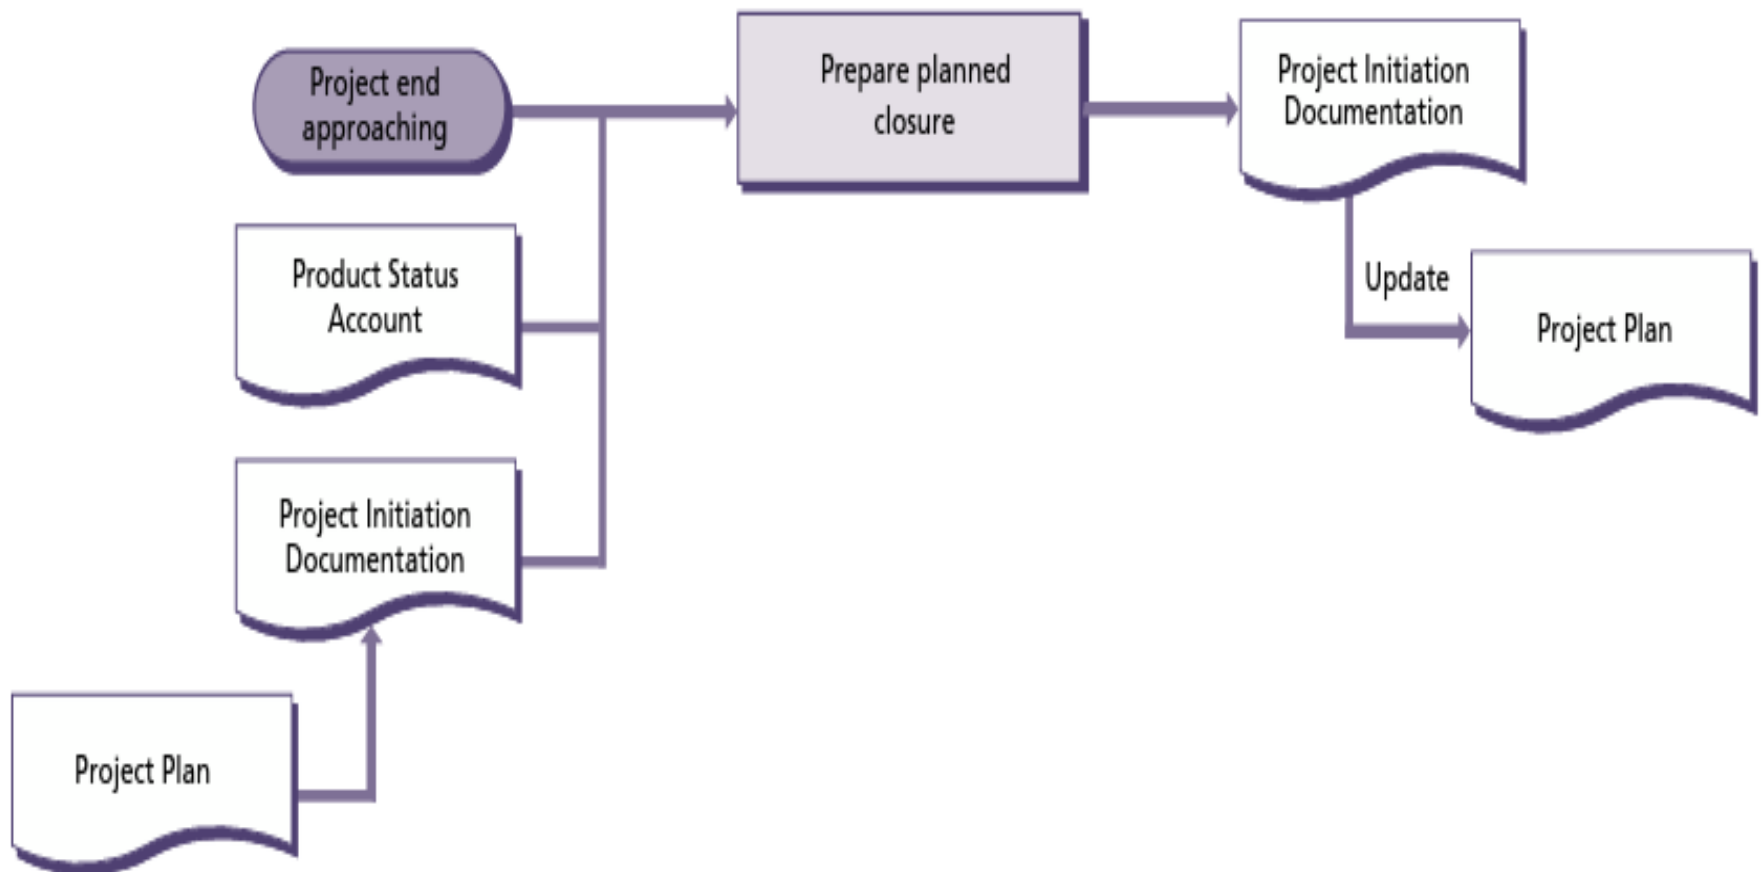 Project end
approaching
Prepare planned
closure
Project Initiation
Documentation
Product Status
Account
Update
Project Plan
Project Initiation
Documentation
Project Plan